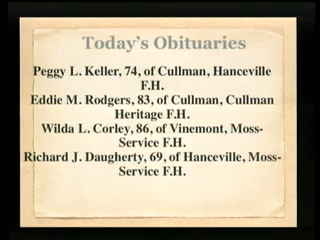 Today's Obituaries
Peggy L. Keller, 74, of Cullman, Hanceville
F.H.
Eddie M. Rodgers, 83, of Cullman, Cullman
Heritage F.H.
Wilda L. Corley, 86, of Vinemont, Moss-
Service F.H.
Richard J. Daugherty, 69, of Hanceville, Moss-
Service F.H.